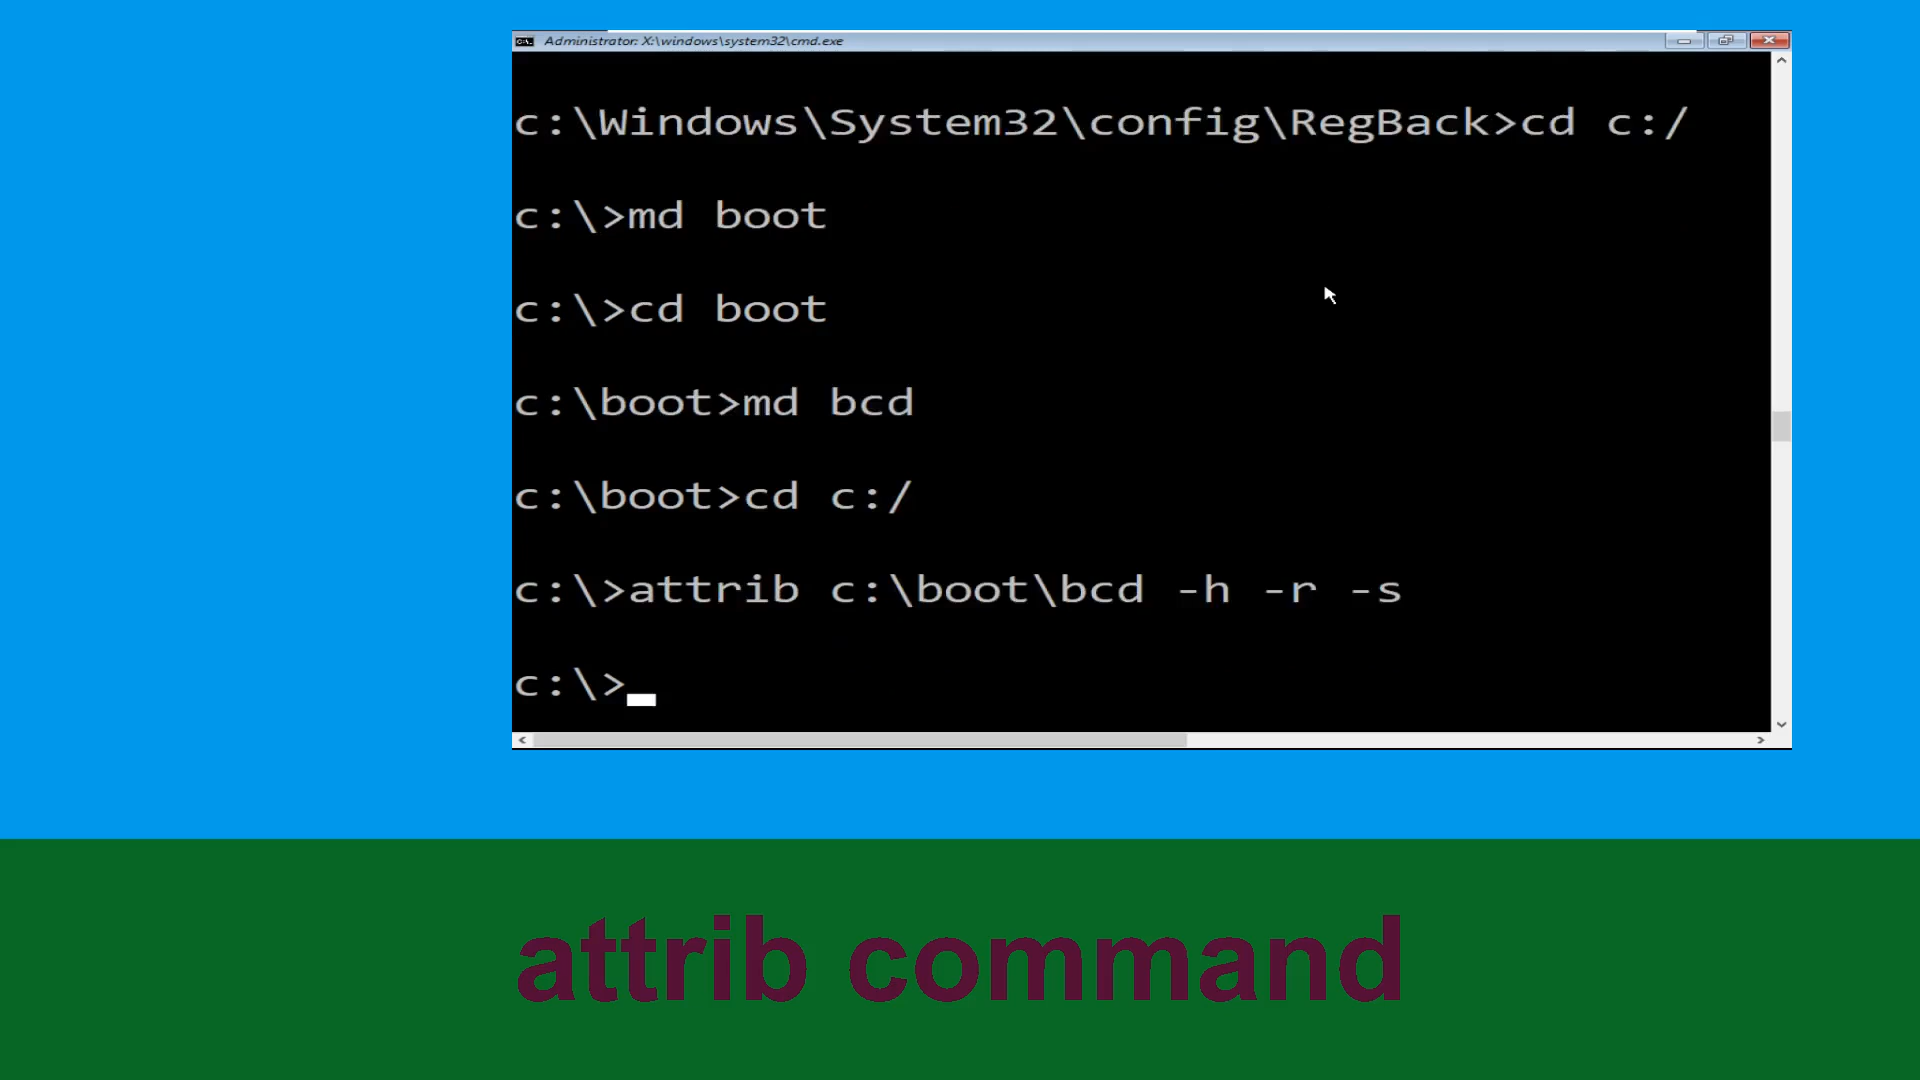 Administrator: X:\windows\system32\cmd.exe
c:\Windows\System32\config\RegBack>cd c:/
c:\>md boot
c:\>cd boot
c:\boot>md bcd
c:\boot>cd c:/
c:\>attrib c:\boot\bcd -h -r -s
c:\>
attrib command